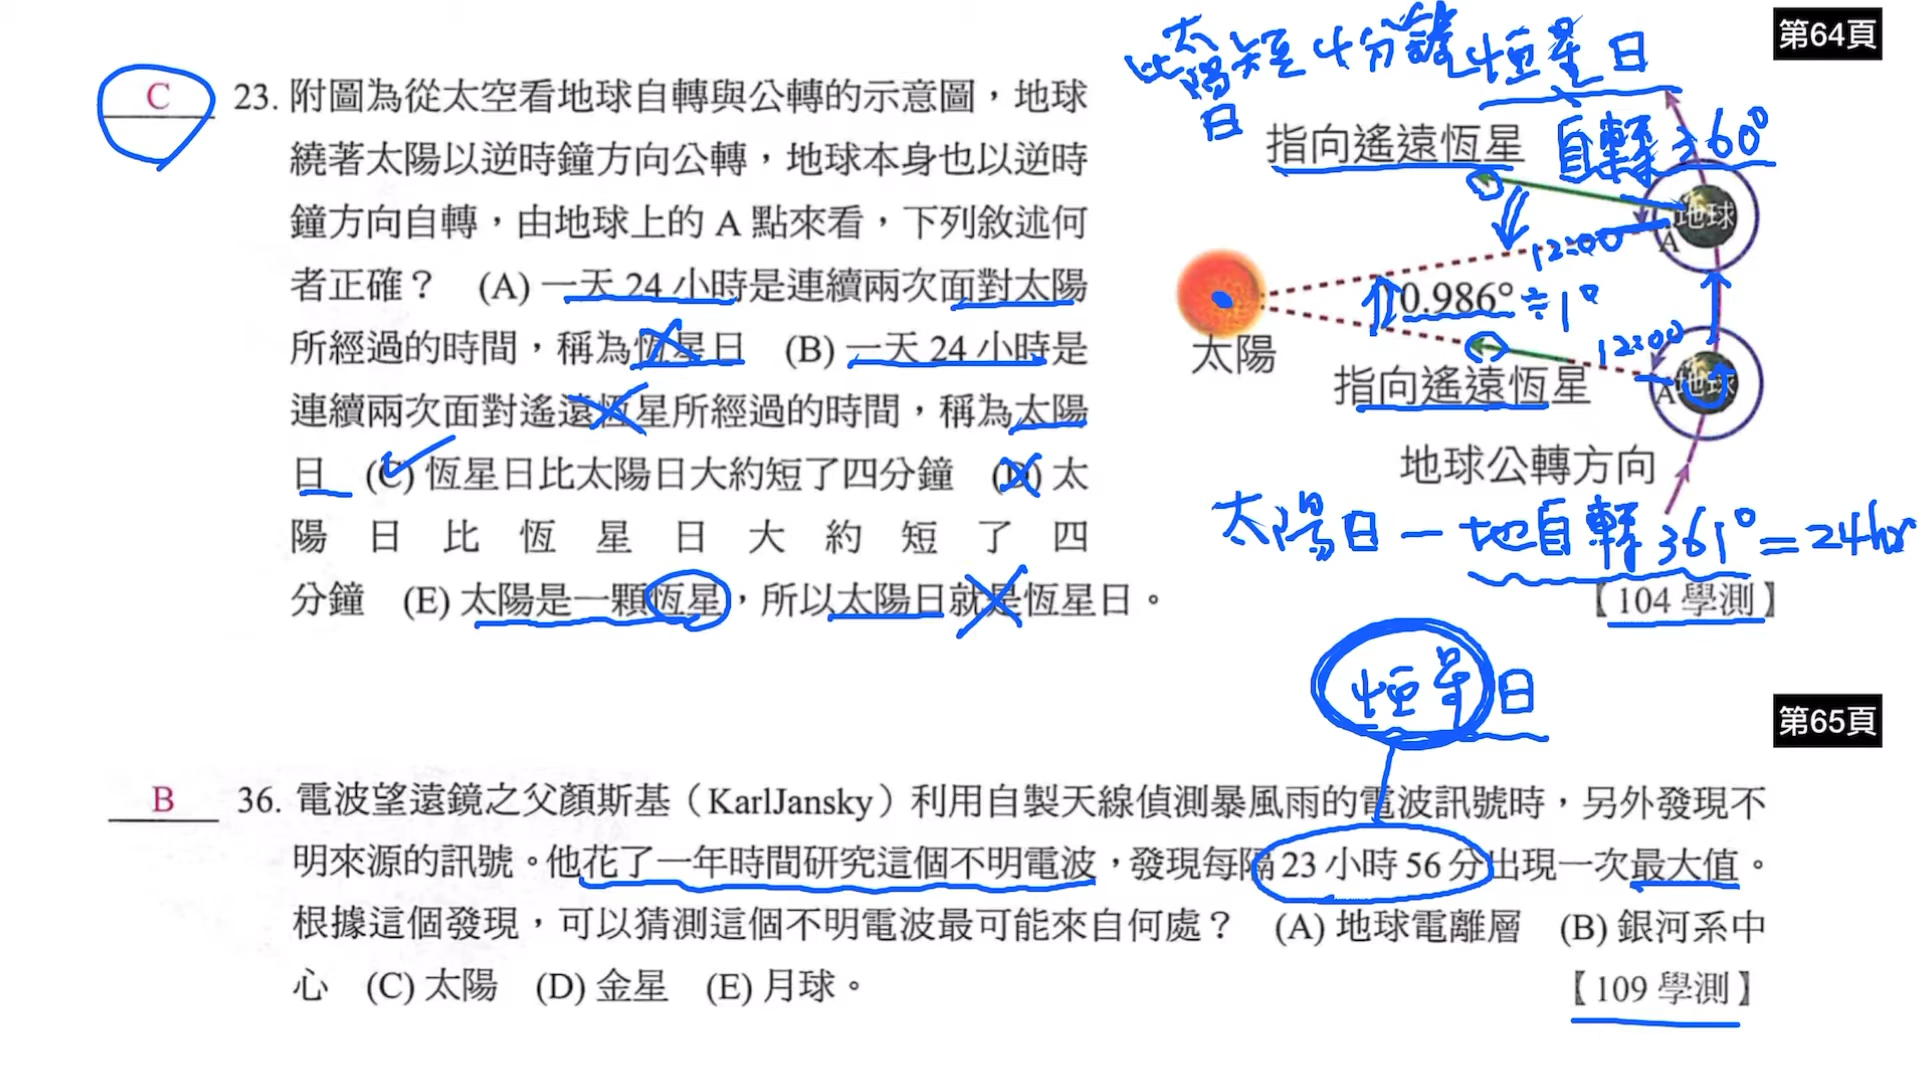 第64頁
比太陽日短4分鐘 恆星日
自轉360°
C 23. 附圖為從太空看地球自轉與公轉的示意圖，地球
繞著太陽以逆時鐘方向公轉，地球本身也以逆時
鐘方向自轉，由地球上的 A 點來看，下列敘述何
者正確？ (A) 一天 24 小時是連續兩次面對太陽
所經過的時間，稱為恆星日 (B) 一天 24 小時是
連續兩次面對遙遠恆星所經過的時間，稱為太陽
日 (C) 恆星日比太陽日大約短了四分鐘 (D) 太
陽日比恆星日大約短了四
分鐘 (E) 太陽是一顆恆星，所以太陽日就是恆星日。
指向遙遠恆星
地球
A
12:00
0.986° ≒1°
太陽
12:00
指向遙遠恆星
A
地球
地球公轉方向
太陽日－地自轉361°=24hr
【104 學測】
恆星日
第65頁
B 36. 電波望遠鏡之父顏斯基（KarlJansky）利用自製天線偵測暴風雨的電波訊號時，另外發現不
明來源的訊號。他花了一年時間研究這個不明電波，發現每隔 23 小時 56 分出現一次最大值。
根據這個發現，可以猜測這個不明電波最可能來自何處？ (A) 地球電離層 (B) 銀河系中
心 (C) 太陽 (D) 金星 (E) 月球。
【109 學測】